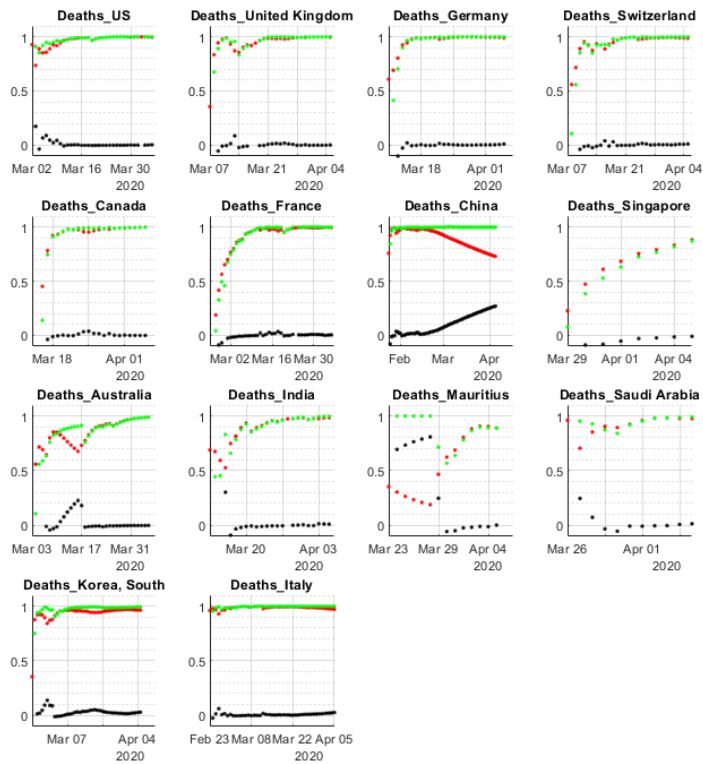 Deaths_US
1
0.5
0
Mar 02 Mar 16 Mar 30
2020
Deaths_United Kingdom
1
0.5
0
Mar 07 Mar 21 Apr 04
2020
Deaths_Germany
1
0.5
0
Mar 18 Apr 01
2020
Deaths_Switzerland
1
0.5
0
Mar 07 Mar 21 Apr 04
2020
Deaths_Canada
1
0.5
0
Mar 18 Apr 01
2020
Deaths_France
1
0.5
0
Mar 02 Mar 16 Mar 30
2020
Deaths_China
1
0.5
0
Feb Mar Apr
2020
Deaths_Singapore
1
0.5
0
Mar 29 Apr 01 Apr 04
2020
Deaths_Australia
1
0.5
0
Mar 03 Mar 17 Mar 31
2020
Deaths_India
1
0.5
0
Mar 20 Apr 03
2020
Deaths_Mauritius
1
0.5
0
Mar 23 Mar 29 Apr 04
2020
Deaths_Saudi Arabia
1
0.5
0
Mar 26 Apr 01
2020
Deaths_Korea, South
1
0.5
0
Mar 07 Apr 04
2020
Deaths_Italy
1
0.5
0
Feb 23 Mar 08 Mar 22 Apr 05
2020